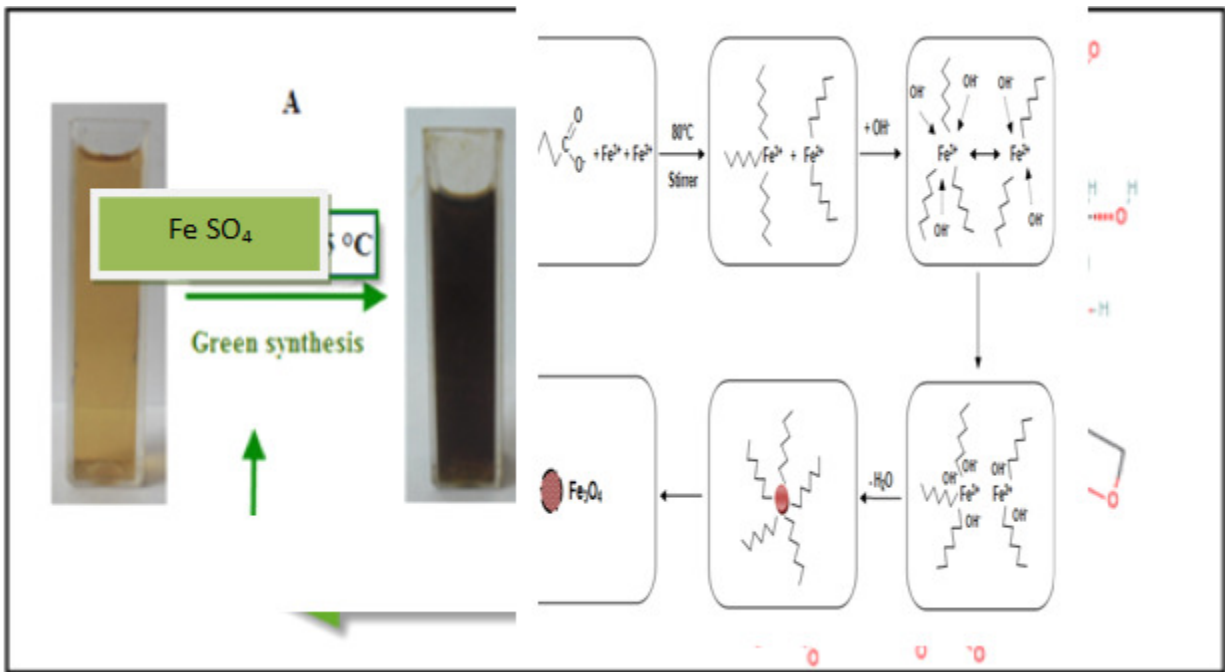 A
Fe SO₄
5 °C
Green synthesis
C
O
O⁻
+ Fe²⁺ + Fe³⁺
80°C
Stirrer
Fe³⁺ + Fe²⁺
+ OH⁻
OH⁻ OH⁻ OH⁻ OH⁻
Fe³⁺ Fe²⁺
OH⁻ OH⁻
H H
O
H
O
Fe₃O₄
- H₂O
OH⁻ OH⁻
OH⁻
Fe³⁺ Fe²⁺
OH⁻ OH⁻
O
O O O